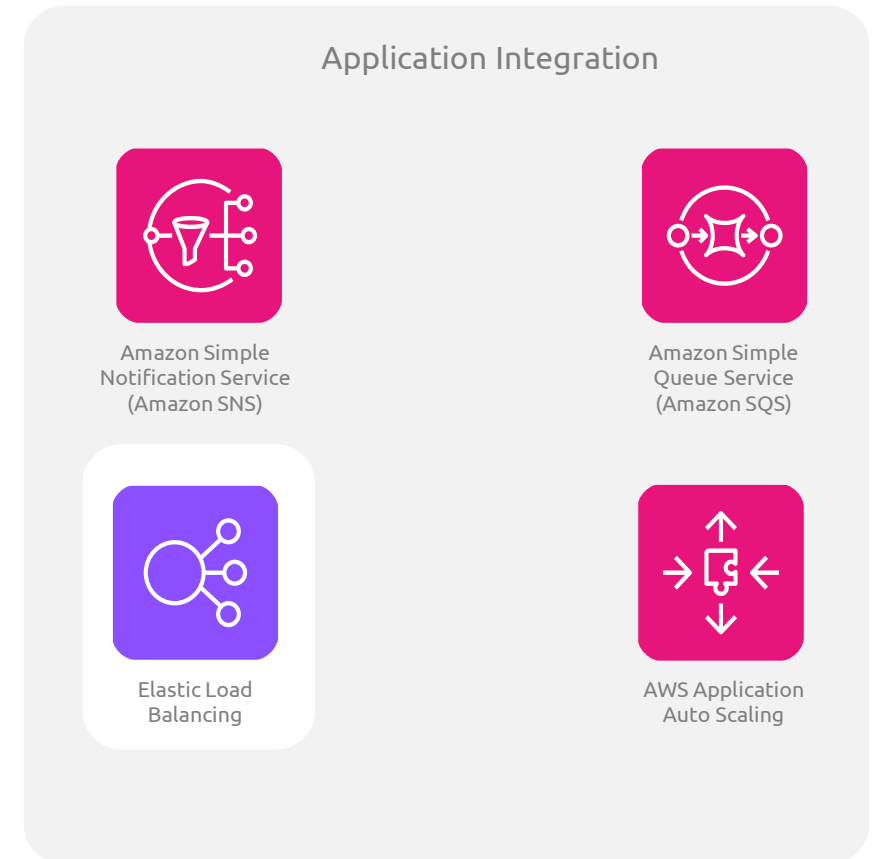 Application Integration
Amazon Simple
Notification Service
(Amazon SNS)
Amazon Simple
Queue Service
(Amazon SQS)
Elastic Load
Balancing
AWS Application
Auto Scaling